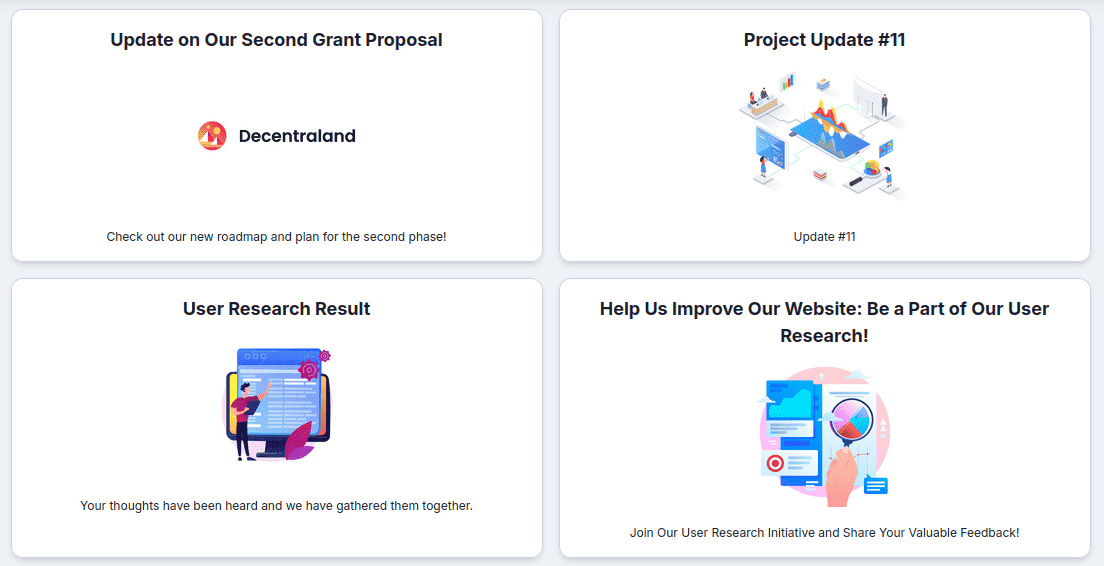 Update on Our Second Grant Proposal
Decentraland
Check out our new roadmap and plan for the second phase!
Project Update #11
Update #11
User Research Result
Your thoughts have been heard and we have gathered them together.
Help Us Improve Our Website: Be a Part of Our User
Research!
Join Our User Research Initiative and Share Your Valuable Feedback!